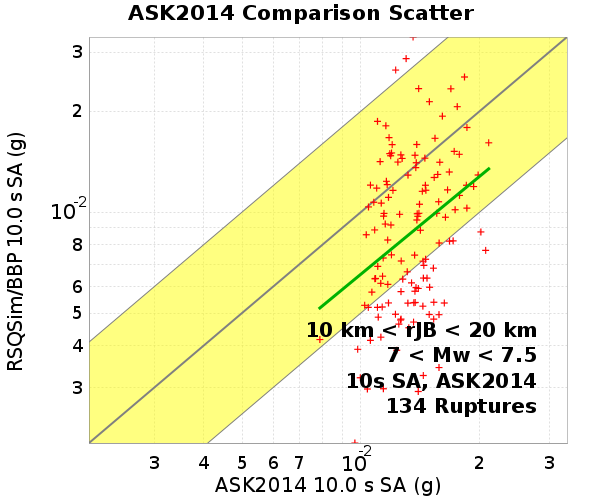 ASK2014 Comparison Scatter
RSQSim/BBP 10.0 s SA (g)
3
2
10-2
8
6
5
4
3
10 km < rJB < 20 km
7 < Mw < 7.5
10s SA, ASK2014
134 Ruptures
3 4 5 6 7 10-2 2 3
ASK2014 10.0 s SA (g)